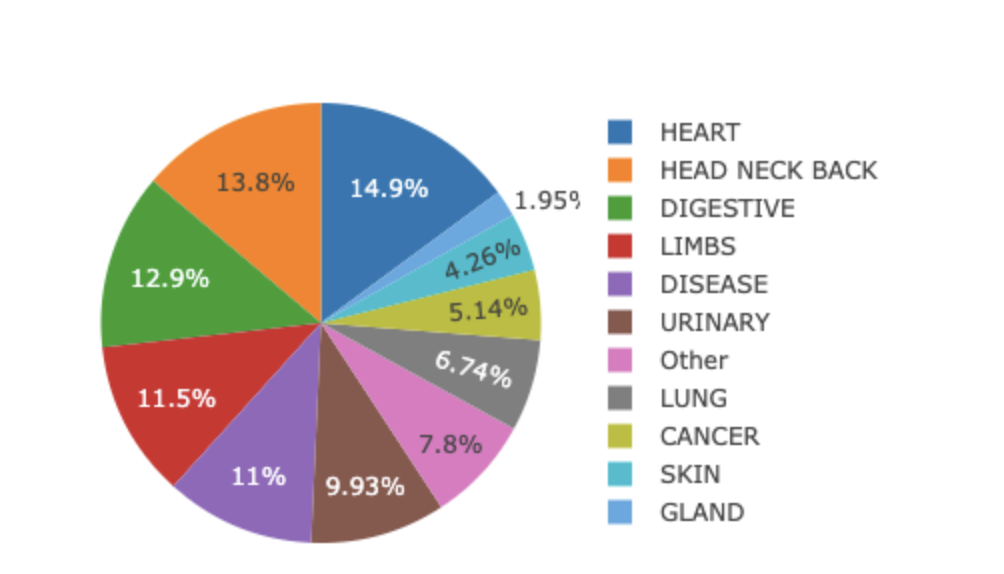 14.9%
13.8%
12.9%
11.5%
11%
9.93%
7.8%
6.74%
5.14%
4.26%
1.95%
HEART
HEAD NECK BACK
DIGESTIVE
LIMBS
DISEASE
URINARY
Other
LUNG
CANCER
SKIN
GLAND